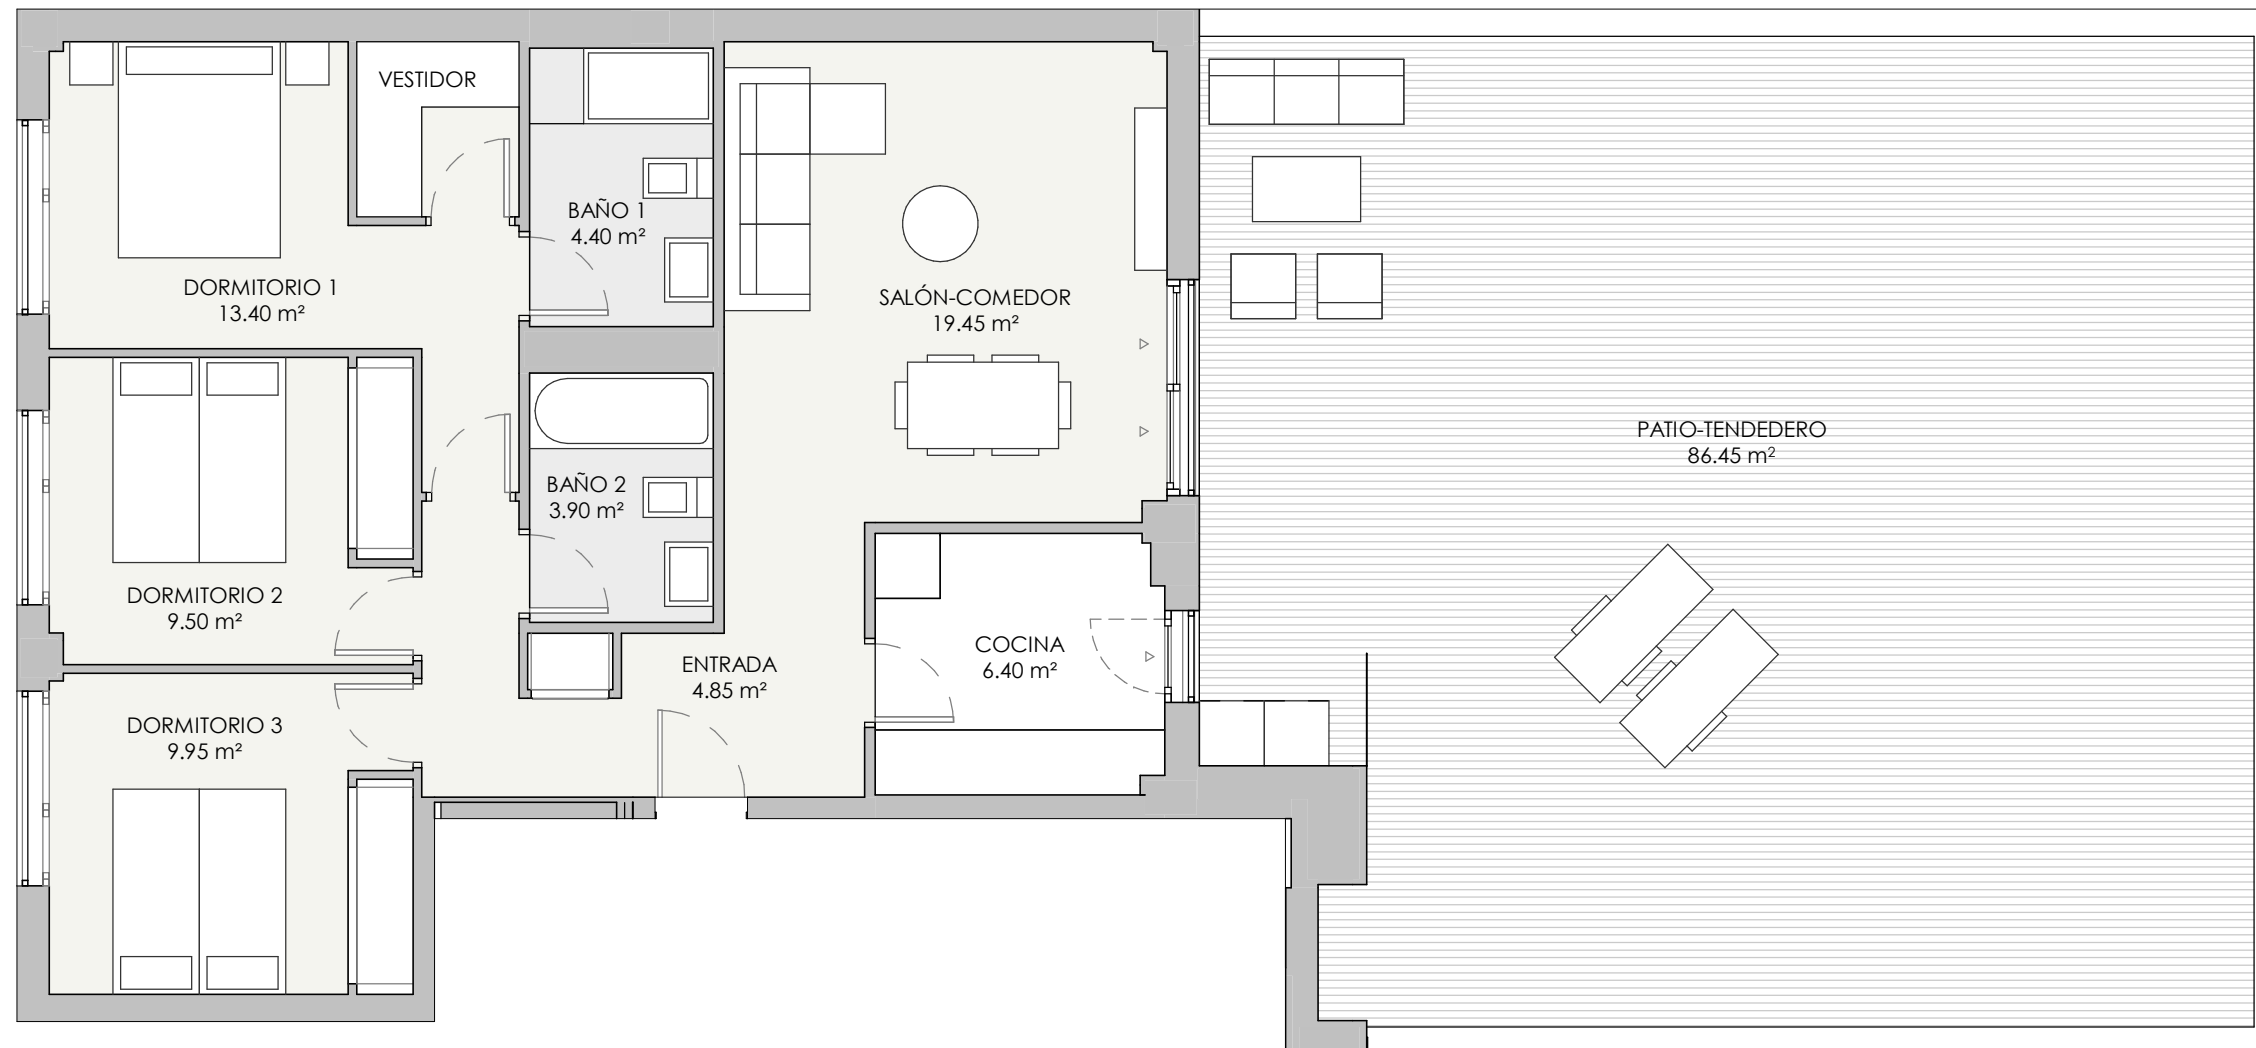 VESTIDOR
BAÑO 1
4.40 m²
DORMITORIO 1
13.40 m²
SALÓN-COMEDOR
19.45 m²
PATIO-TENDEDERO
86.45 m²
BAÑO 2
3.90 m²
DORMITORIO 2
9.50 m²
COCINA
6.40 m²
ENTRADA
4.85 m²
DORMITORIO 3
9.95 m²